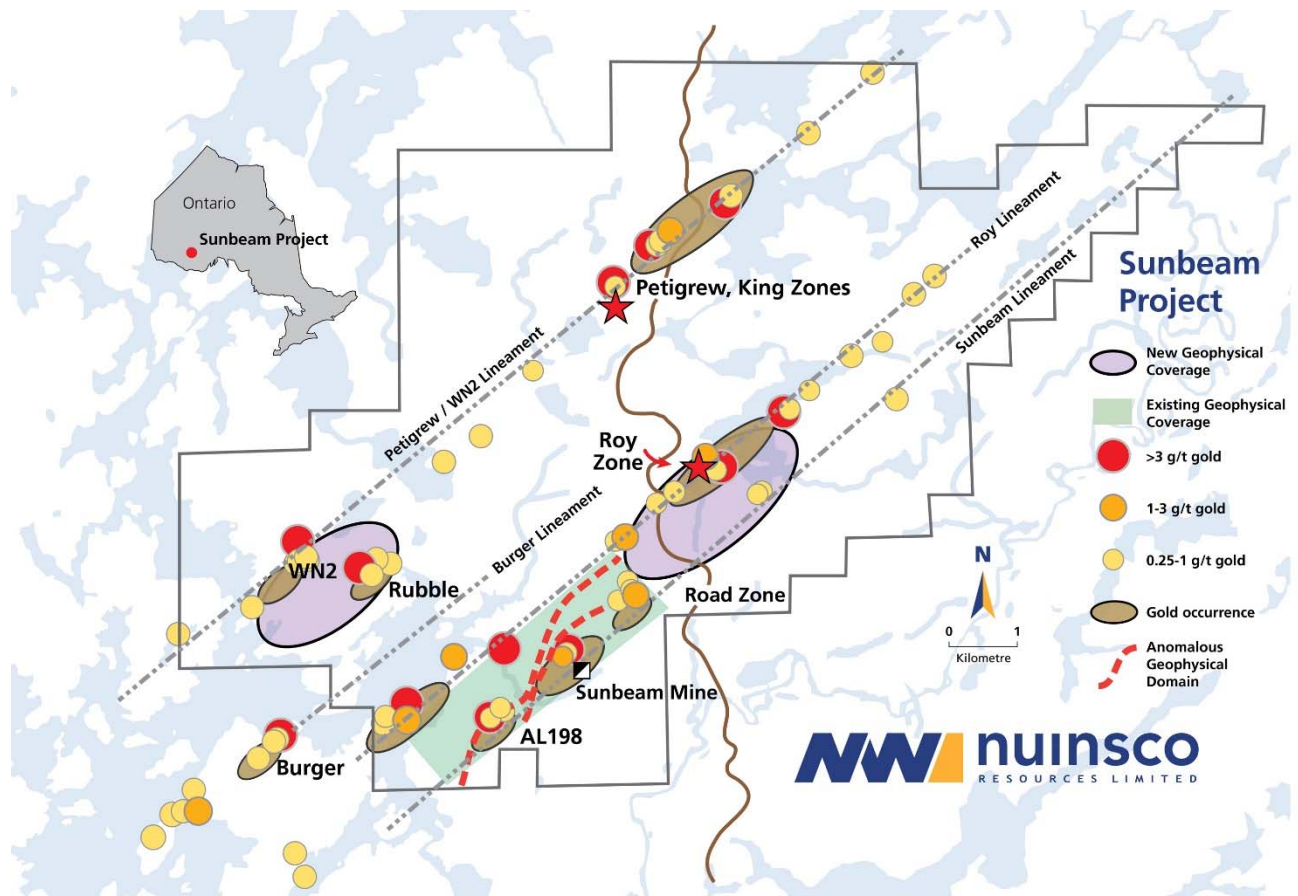 Ontario
Sunbeam Project
Petigrew, King Zones
Petigrew / WN2 Lineament
Roy Lineament
Sunbeam Lineament
Burger Lineament
Roy
Zone
WN2
Rubble
Road Zone
Sunbeam Mine
AL198
Burger
Sunbeam
Project
New Geophysical
Coverage
Existing Geophysical
Coverage
>3 g/t gold
1-3 g/t gold
0.25-1 g/t gold
Gold occurrence
Anomalous
Geophysical
Domain
N
0 1
Kilometre
NW nuinsco
RESOURCES LIMITED